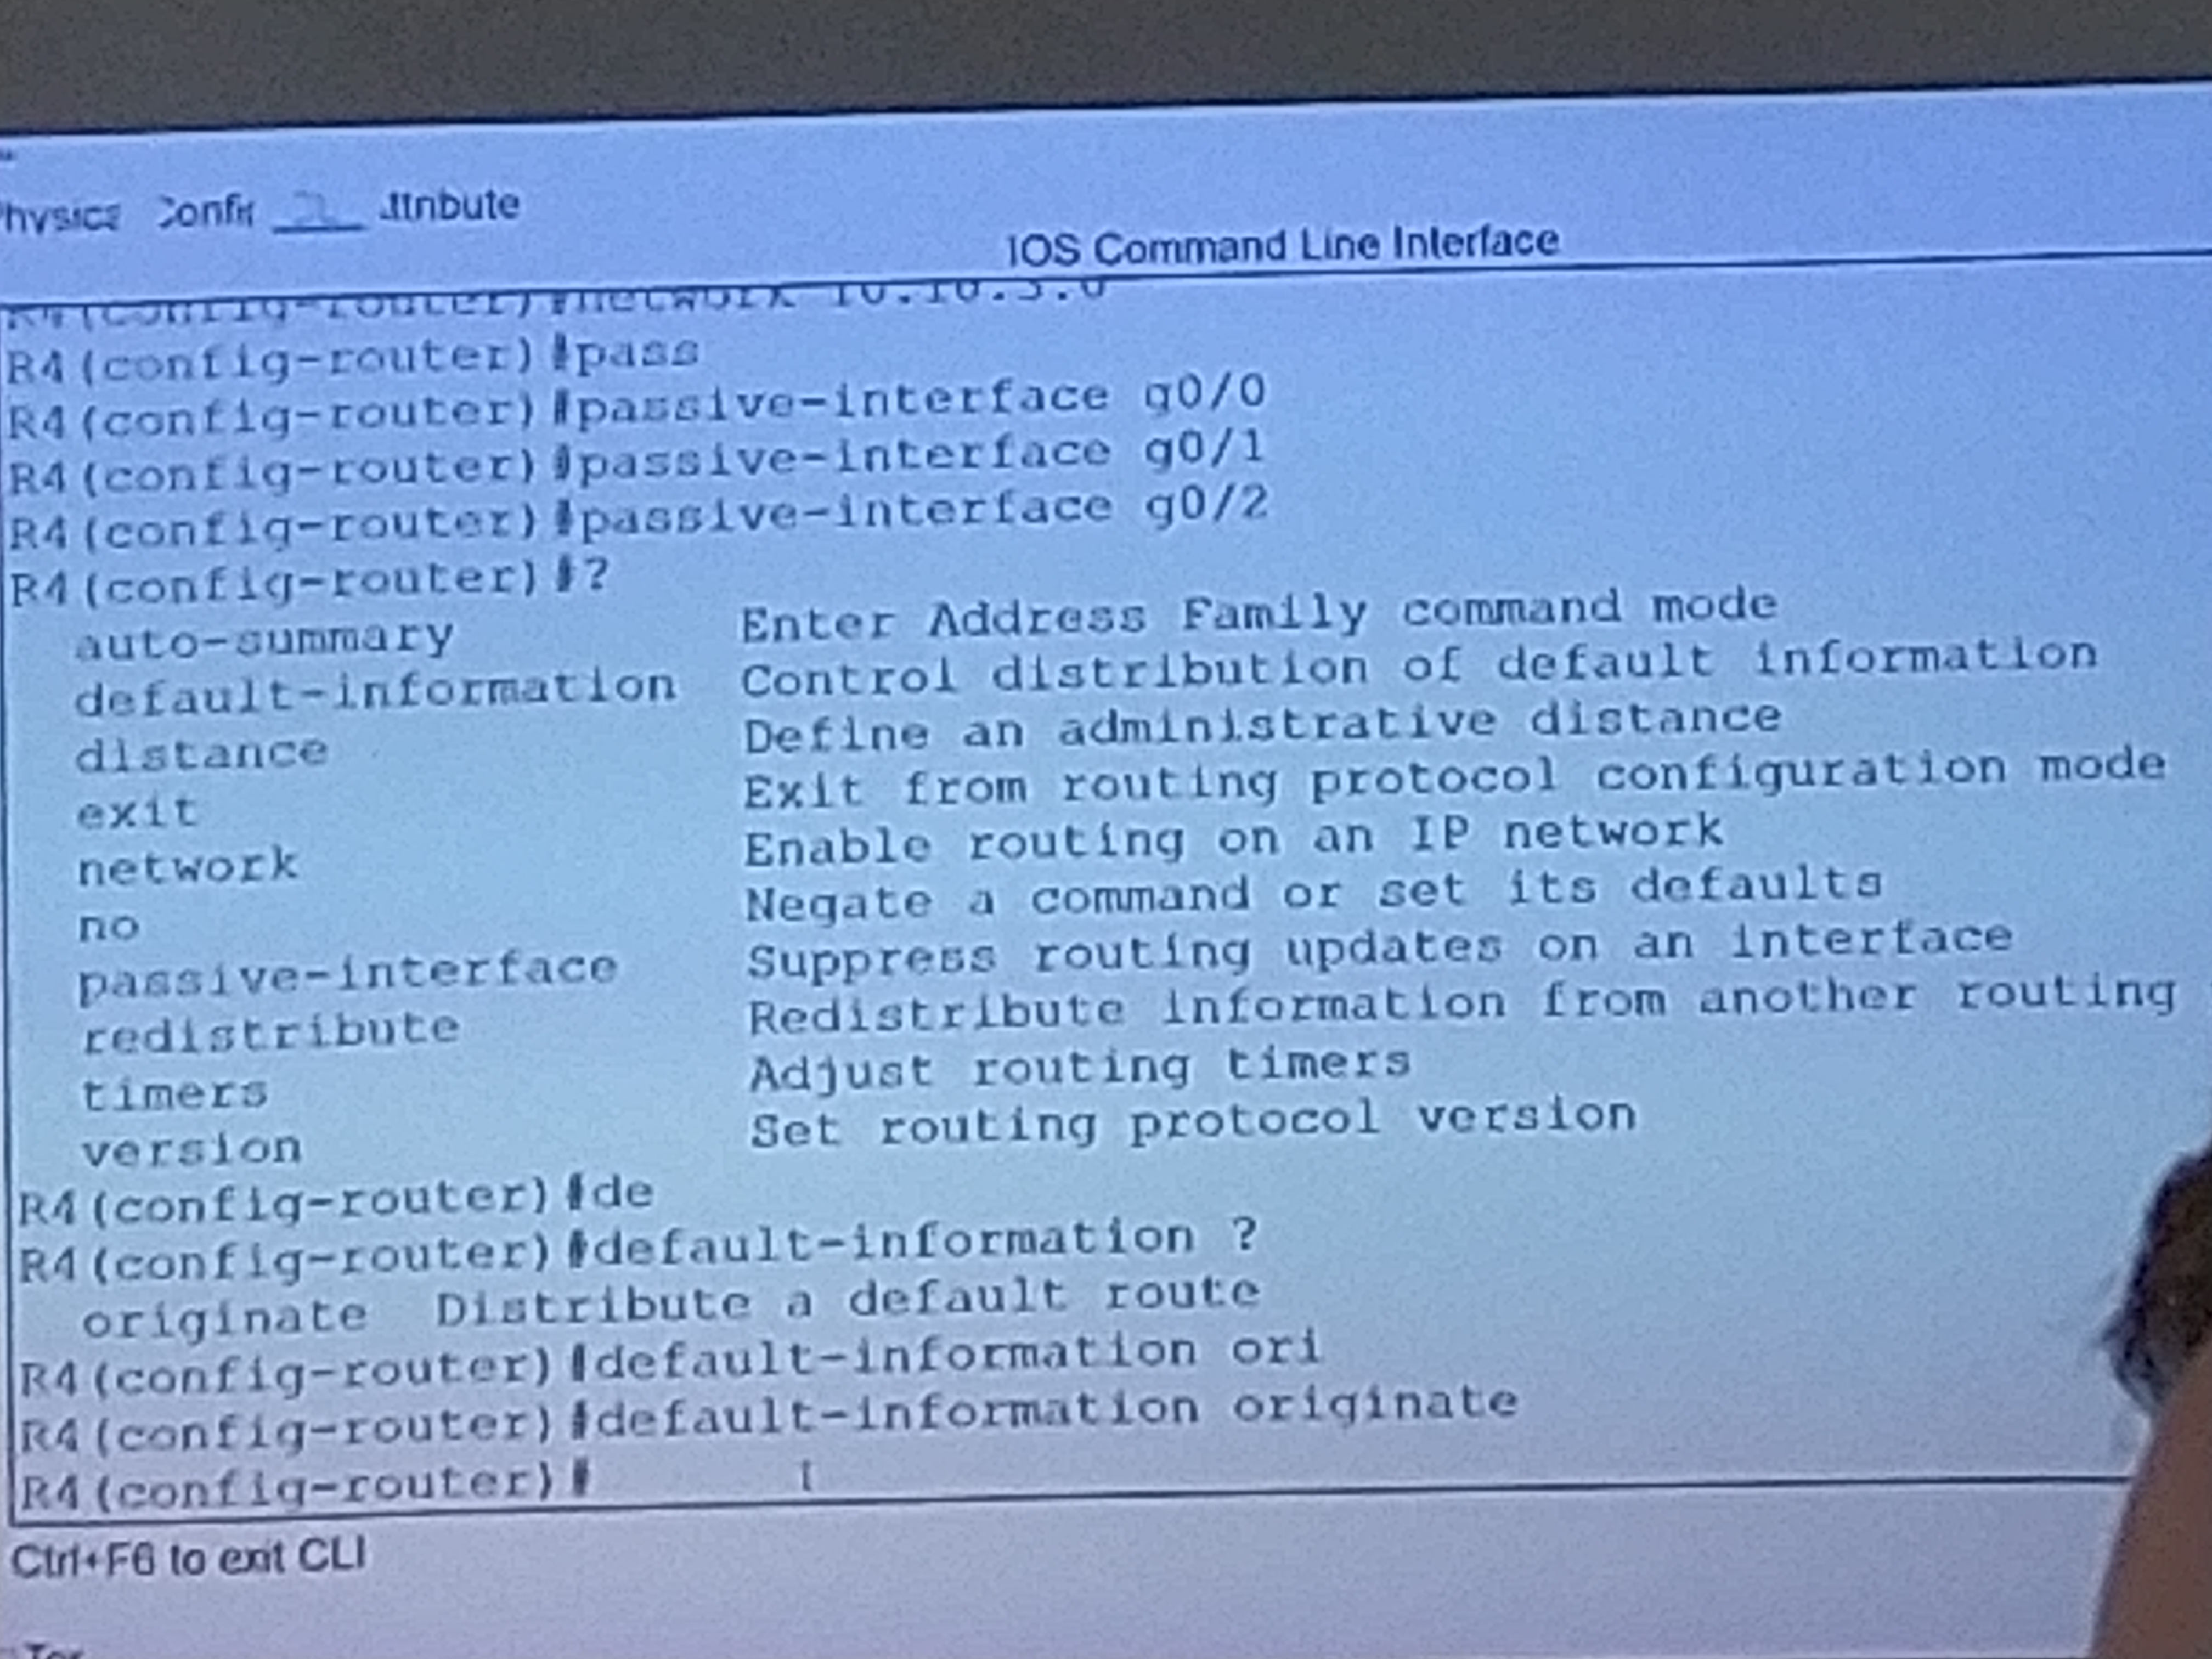 IOS Command Line Interface
R4(config-router)#network 10.10.3.0
R4(config-router)#pass
R4(config-router)#passive-interface g0/0
R4(config-router)#passive-interface g0/1
R4(config-router)#passive-interface g0/2
R4(config-router)#?
auto-summary Enter Address Family command mode
default-information Control distribution of default information
distance Define an administrative distance
exit Exit from routing protocol configuration mode
network Enable routing on an IP network
no Negate a command or set its defaults
passive-interface Suppress routing updates on an interface
redistribute Redistribute information from another routing
timers Adjust routing timers
version Set routing protocol version
R4(config-router)#de
R4(config-router)#default-information ?
originate Distribute a default route
R4(config-router)#default-information ori
R4(config-router)#default-information originate
R4(config-router)#
Ctrl+F6 to exit CLI